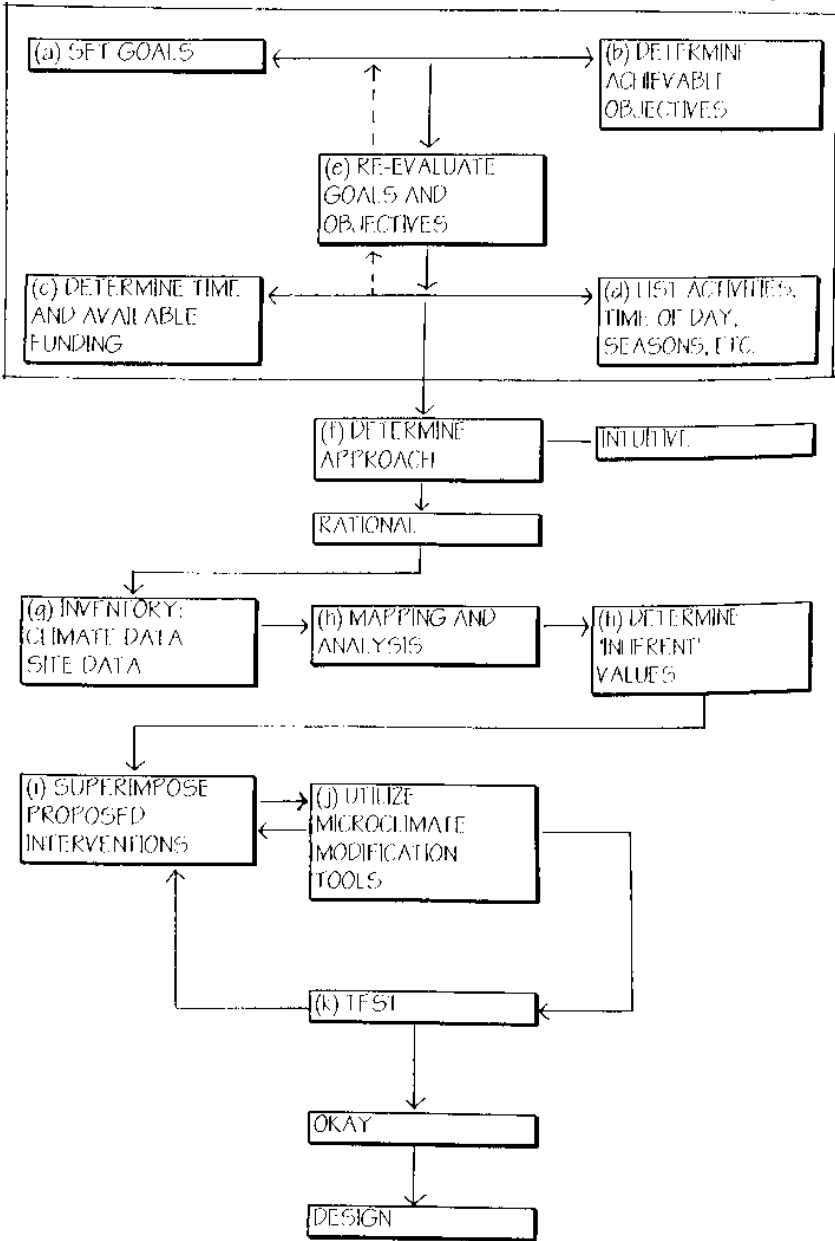 (a) SET GOALS
(b) DETERMINE
ACHIEVABLE
OBJECTIVES
(e) RE-EVALUATE
GOALS AND
OBJECTIVES
(c) DETERMINE TIME
AND AVAILABLE
FUNDING
(d) LIST ACTIVITIES,
TIME OF DAY,
SEASONS, ETC.
(f) DETERMINE
APPROACH
INTUITIVE
RATIONAL
(g) INVENTORY:
CLIMATE DATA
SITE DATA
(h) MAPPING AND
ANALYSIS
(h) DETERMINE
'INHERENT'
VALUES
(i) SUPERIMPOSE
PROPOSED
INTERVENTIONS
(j) UTILIZE
MICROCLIMATE
MODIFICATION
TOOLS
(k) TEST
OKAY
DESIGN